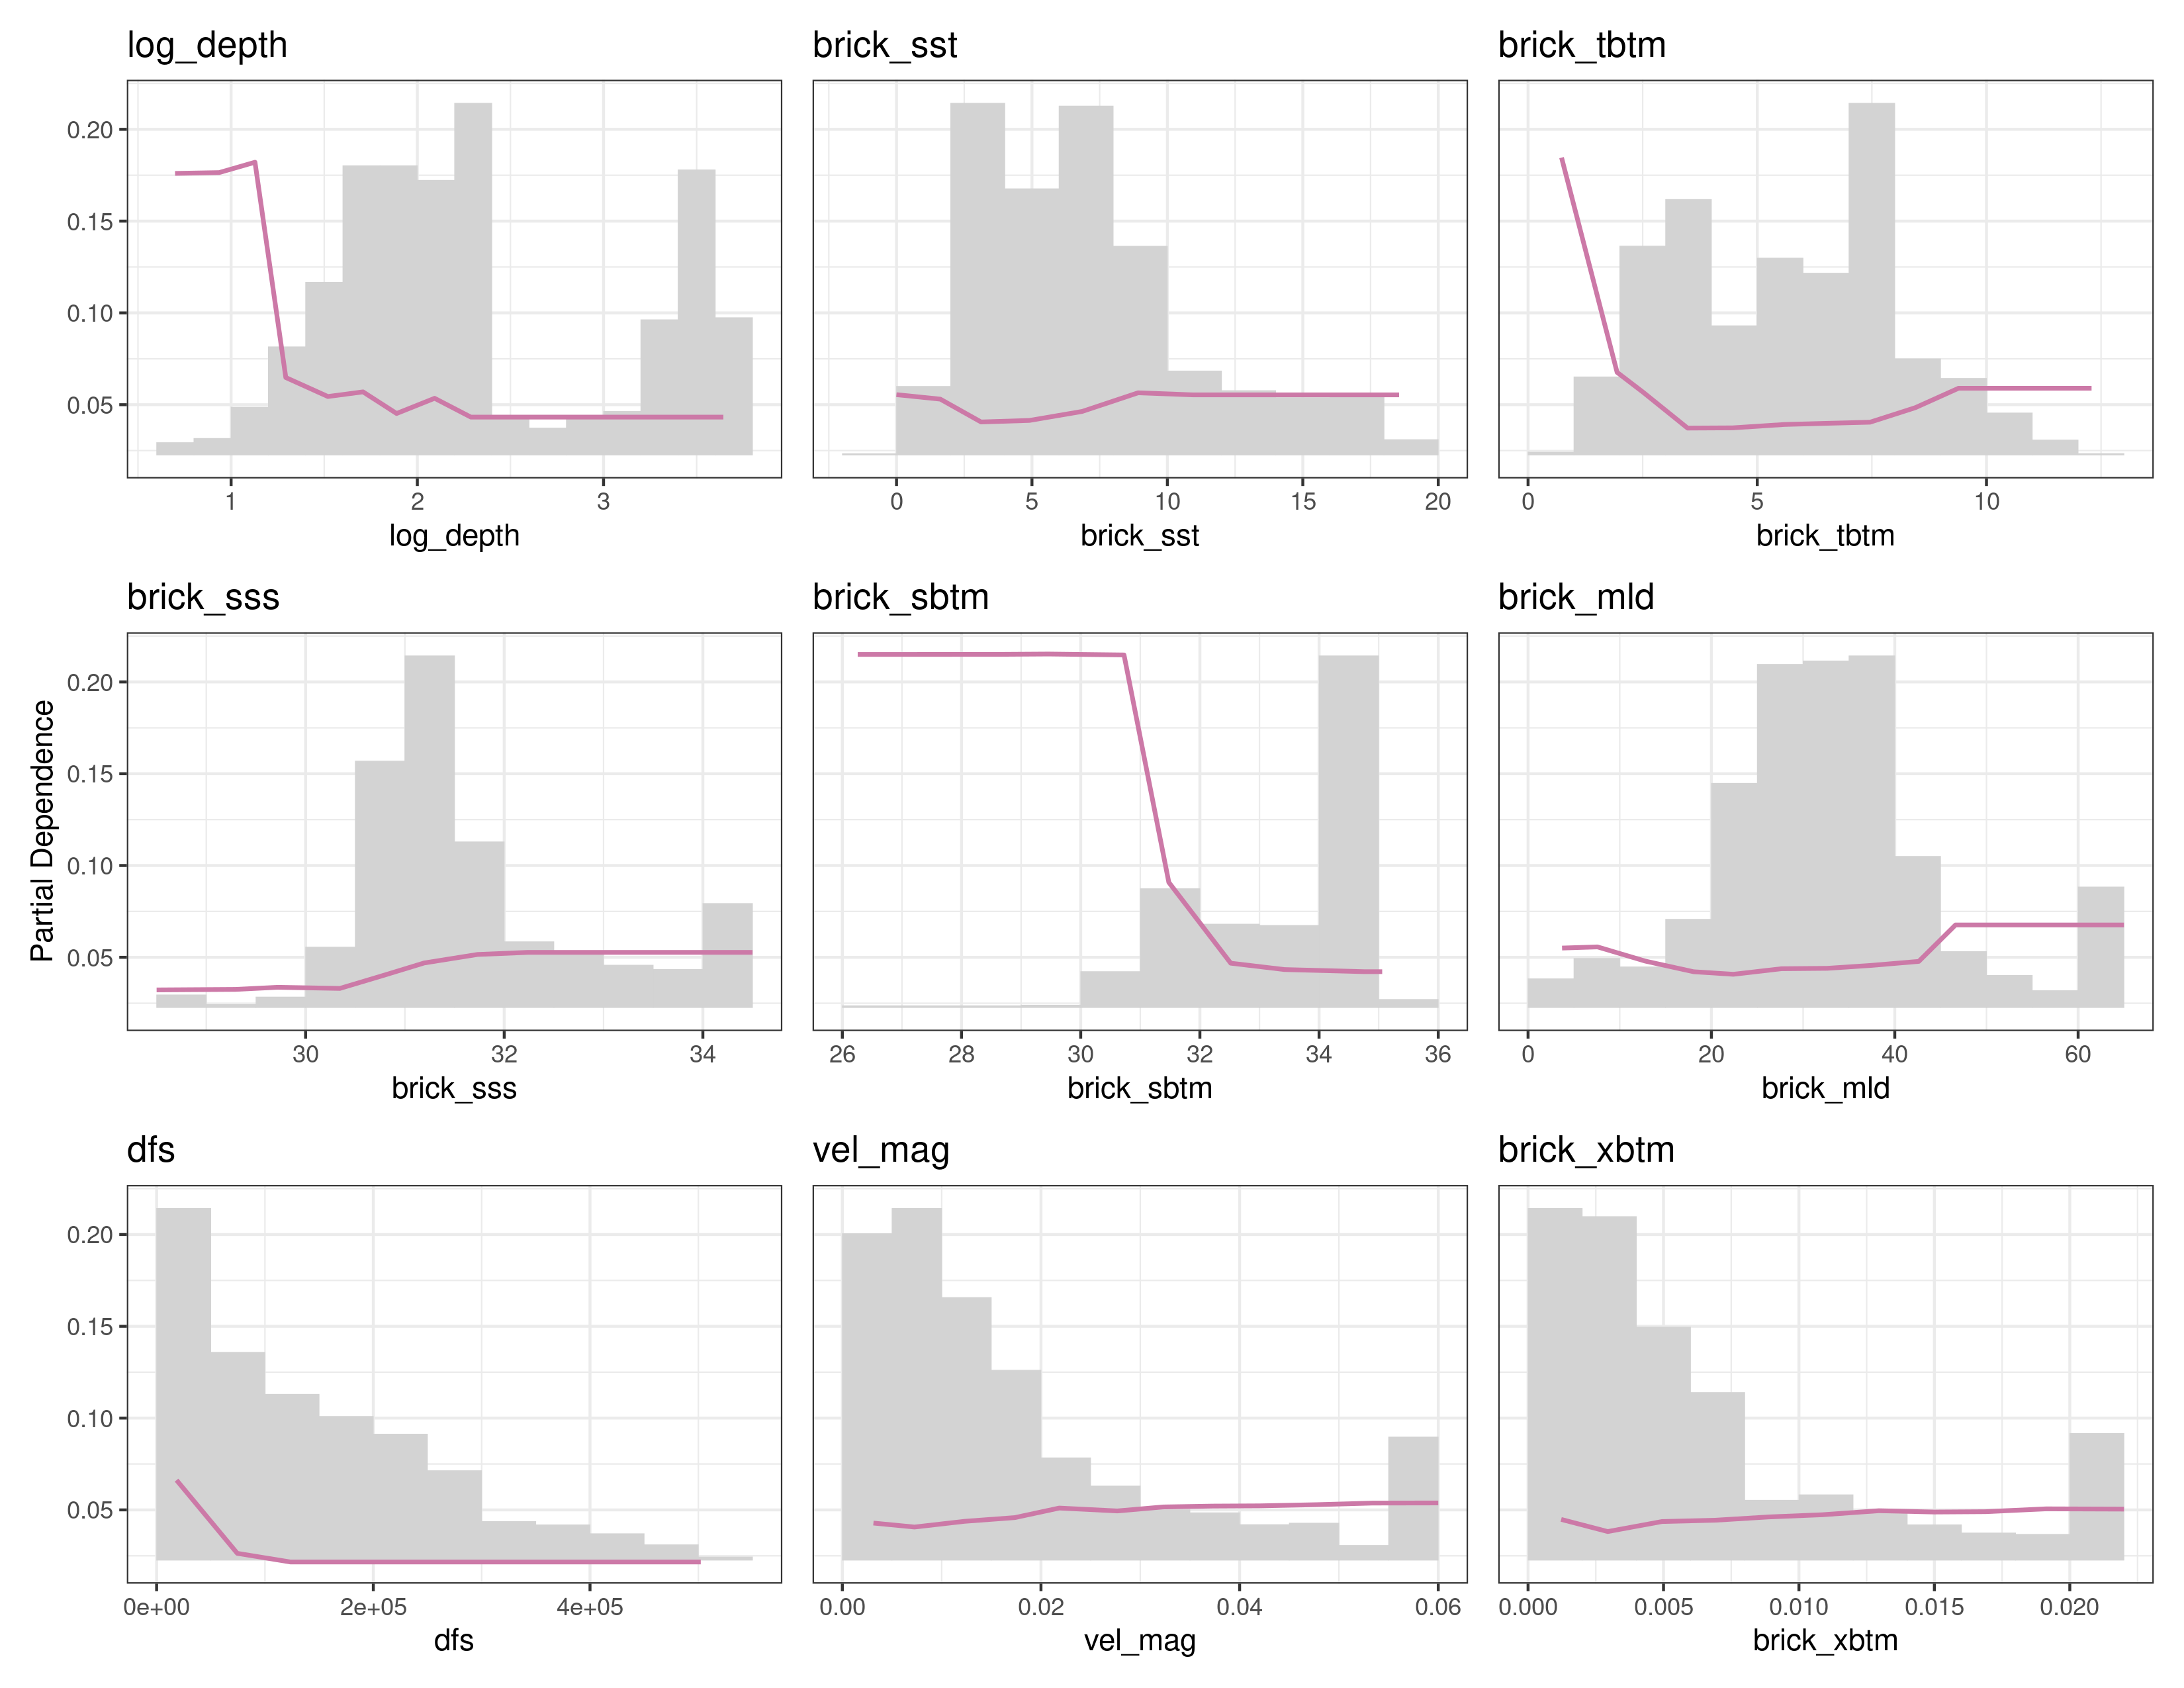 log_depth
brick_sst
brick_tbtm
0.20
0.15
0.10
0.05
1 2 3
0 5 10 15 20
0 5 10
log_depth
brick_sst
brick_tbtm
brick_sss
brick_sbtm
brick_mld
Partial Dependence
0.20
0.15
0.10
0.05
30 32 34
26 28 30 32 34 36
0 20 40 60
brick_sss
brick_sbtm
brick_mld
dfs
vel_mag
brick_xbtm
0.20
0.15
0.10
0.05
0e+00 2e+05 4e+05
0.00 0.02 0.04 0.06
0.000 0.005 0.010 0.015 0.020
dfs
vel_mag
brick_xbtm